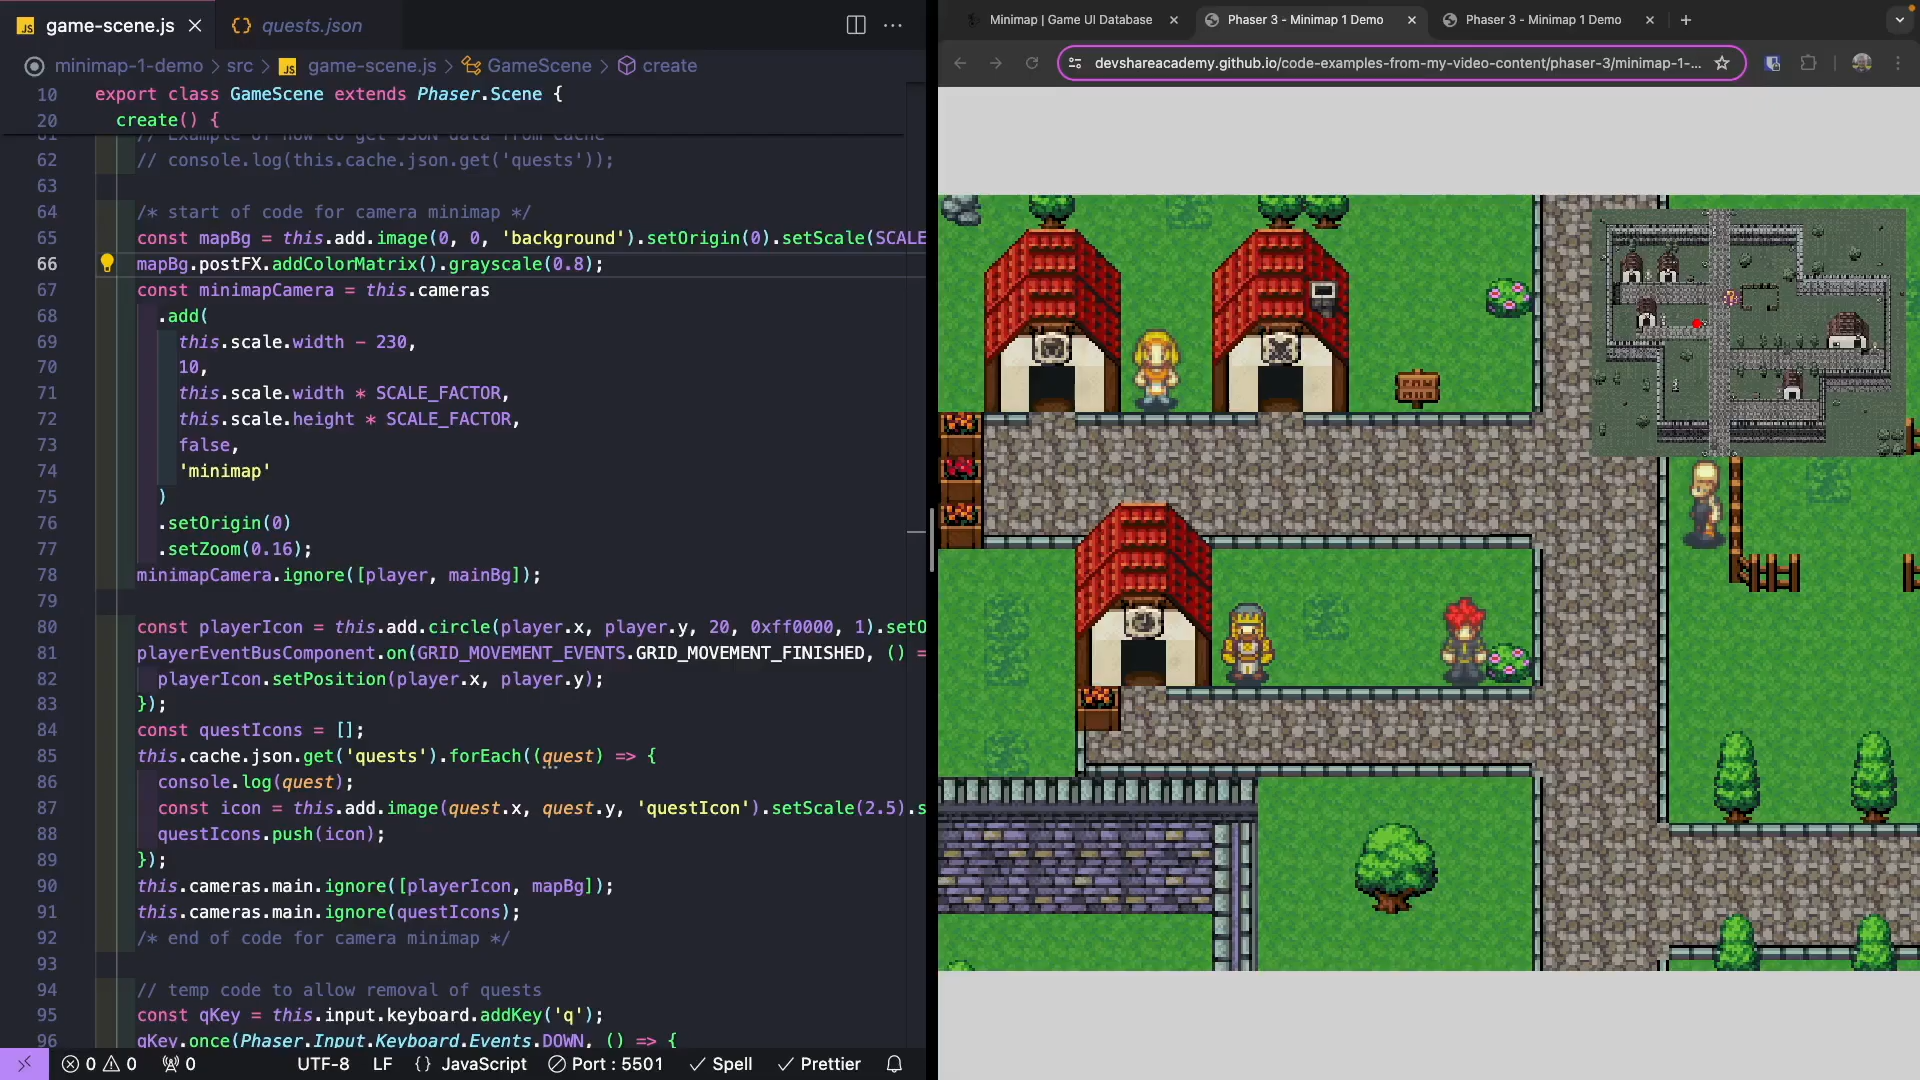 game-scene.js
quests.json
minimap-1-demo > src > game-scene.js > GameScene > create
10 export class GameScene extends Phaser.Scene {
20 create() {
61 // Example of how to get JSON data from cache
62 // console.log(this.cache.json.get('quests'));
63
64 /* start of code for camera minimap */
65 const mapBg = this.add.image(0, 0, 'background').setOrigin(0).setScale(SCALE
66 mapBg.postFX.addColorMatrix().grayscale(0.8);
67 const minimapCamera = this.cameras
68 .add(
69 this.scale.width - 230,
70 10,
71 this.scale.width * SCALE_FACTOR,
72 this.scale.height * SCALE_FACTOR,
73 false,
74 'minimap'
75 )
76 .setOrigin(0)
77 .setZoom(0.16);
78 minimapCamera.ignore([player, mainBg]);
79
80 const playerIcon = this.add.circle(player.x, player.y, 20, 0xff0000, 1).setO
81 playerEventBusComponent.on(GRID_MOVEMENT_EVENTS.GRID_MOVEMENT_FINISHED, () =
82 playerIcon.setPosition(player.x, player.y);
83 });
84 const questIcons = [];
85 this.cache.json.get('quests').forEach((quest) => {
86 console.log(quest);
87 const icon = this.add.image(quest.x, quest.y, 'questIcon').setScale(2.5).s
88 questIcons.push(icon);
89 });
90 this.cameras.main.ignore([playerIcon, mapBg]);
91 this.cameras.main.ignore(questIcons);
92 /* end of code for camera minimap */
93
94 // temp code to allow removal of quests
95 const qKey = this.input.keyboard.addKey('q');
96 qKey.once(Phaser.Input.Keyboard.Events.DOWN, () => {
0 0 0 UTF-8 LF {} JavaScript Port : 5501 Spell Prettier
Minimap | Game UI Database
Phaser 3 - Minimap 1 Demo
Phaser 3 - Minimap 1 Demo
devshareacademy.github.io/code-examples-from-my-video-content/phaser-3/minimap-1-...